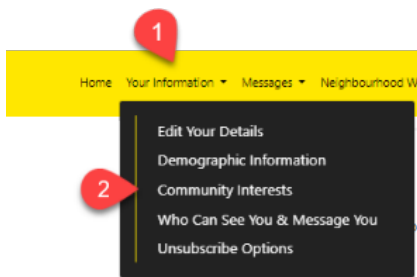 1
Home Your Information Messages Neighbourhood W
Edit Your Details
Demographic Information
2 Community Interests
Who Can See You & Message You
Unsubscribe Options